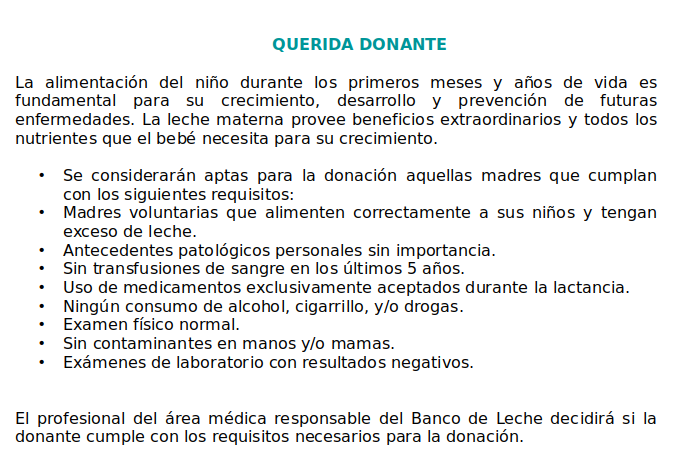 QUERIDA DONANTE
La alimentación del niño durante los primeros meses y años de vida es
fundamental para su crecimiento, desarrollo y prevención de futuras
enfermedades. La leche materna provee beneficios extraordinarios y todos los
nutrientes que el bebé necesita para su crecimiento.
• Se considerarán aptas para la donación aquellas madres que cumplan
con los siguientes requisitos:
• Madres voluntarias que alimenten correctamente a sus niños y tengan
exceso de leche.
• Antecedentes patológicos personales sin importancia.
• Sin transfusiones de sangre en los últimos 5 años.
• Uso de medicamentos exclusivamente aceptados durante la lactancia.
• Ningún consumo de alcohol, cigarrillo, y/o drogas.
• Examen físico normal.
• Sin contaminantes en manos y/o mamas.
• Exámenes de laboratorio con resultados negativos.
El profesional del área médica responsable del Banco de Leche decidirá si la
donante cumple con los requisitos necesarios para la donación.